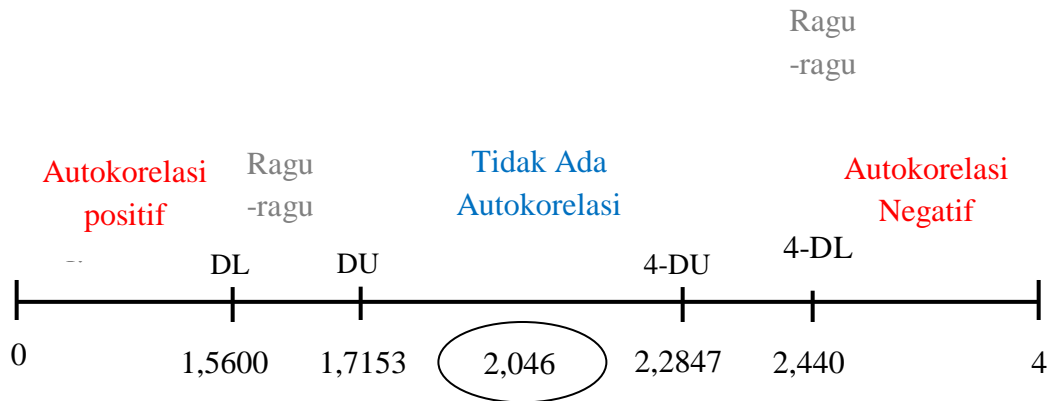 Ragu
-ragu
Autokorelasi
positif
Ragu
-ragu
Tidak Ada
Autokorelasi
Autokorelasi
Negatif
DL
DU
4-DU
4-DL
0
1,5600
1,7153
2,046
2,2847
2,440
4